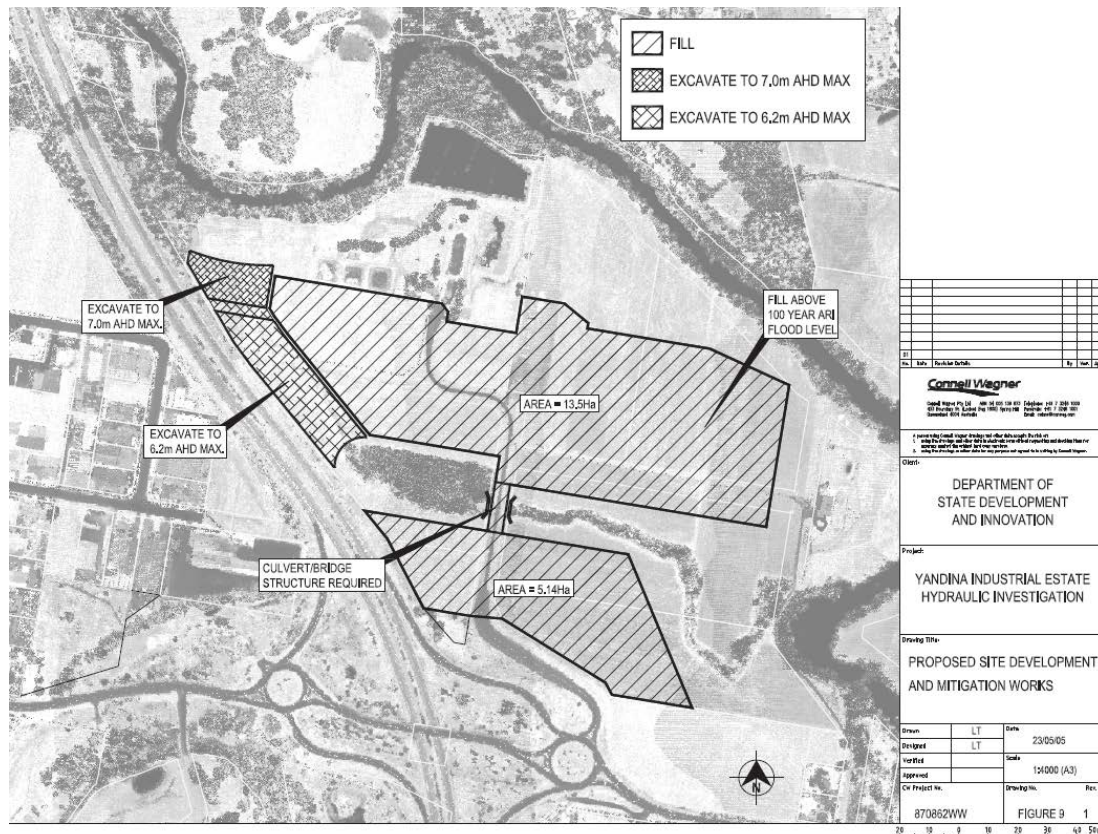 FILL
EXCAVATE TO 7.0m AHD MAX
EXCAVATE TO 6.2m AHD MAX
EXCAVATE TO
7.0m AHD MAX.
EXCAVATE TO
6.2m AHD MAX.
FILL ABOVE
100 YEAR ARI
FLOOD LEVEL
AREA = 13.5Ha
CULVERT/BRIDGE
STRUCTURE REQUIRED
AREA = 5.14Ha
N
No. Date Revision Details By
Connell Wagner
Client:
DEPARTMENT OF
STATE DEVELOPMENT
AND INNOVATION
Project:
YANDINA INDUSTRIAL ESTATE
HYDRAULIC INVESTIGATION
Drawing Title:
PROPOSED SITE DEVELOPMENT
AND MITIGATION WORKS
Drawn LT Date
23/05/05
Designed LT
Verified Scale
1:4000 (A3)
Approved
CW Project No. Drawing No. Rev.
870862WW FIGURE 9 1
20 10 0 10 20 30 40